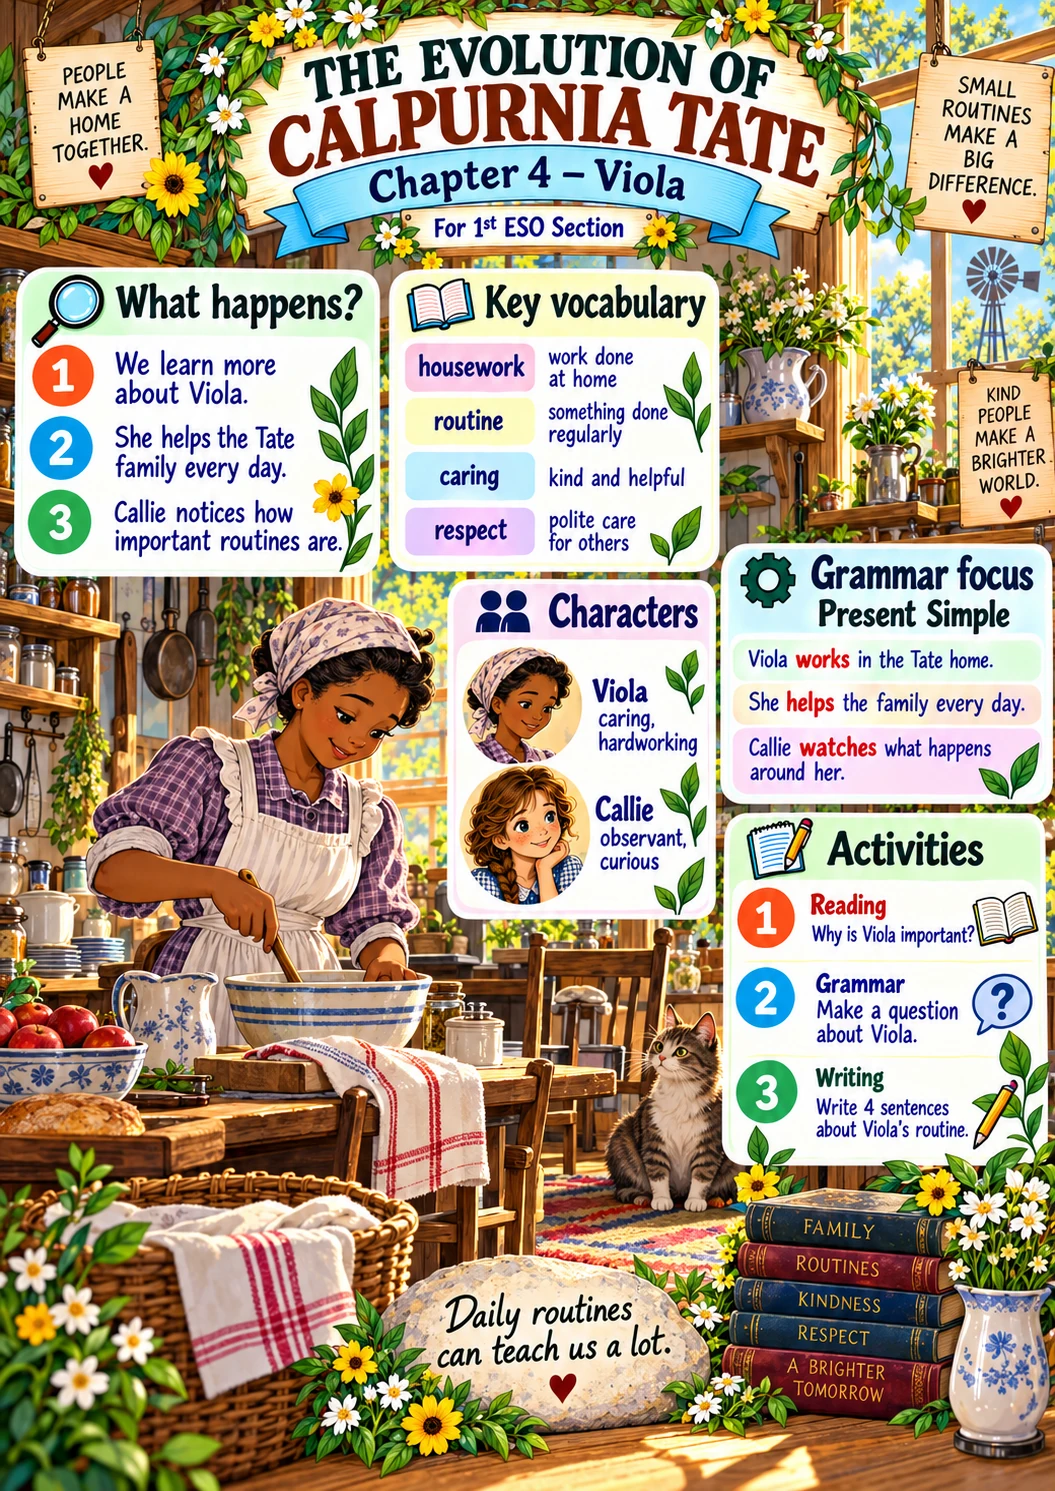 PEOPLE
MAKE A
HOME
TOGETHER.
THE EVOLUTION OF
CALPURNIA TATE
Chapter 4 – Viola
For 1st ESO Section
SMALL
ROUTINES
MAKE A
BIG
DIFFERENCE.
What happens?
1
We learn more
about Viola.
2
She helps the Tate
family every day.
3
Callie notices how
important routines are.
Key vocabulary
housework
work done
at home
routine
something done
regularly
caring
kind and helpful
respect
polite care
for others
KIND
PEOPLE
MAKE A
BRIGHTER
WORLD.
Characters
Viola
caring,
hardworking
Callie
observant,
curious
Grammar focus
Present Simple
Viola works in the Tate home.
She helps the family every day.
Callie watches what happens
around her.
Activities
1
Reading
Why is Viola important?
2
Grammar
Make a question
about Viola.
?
3
Writing
Write 4 sentences
about Viola's routine.
Daily routines
can teach us a lot.
FAMILY
ROUTINES
KINDNESS
RESPECT
A BRIGHTER
TOMORROW